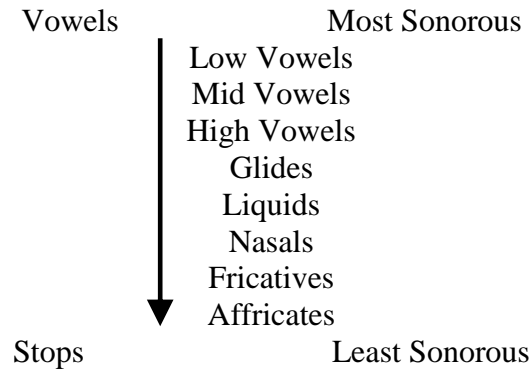 Vowels Most Sonorous
Low Vowels
Mid Vowels
High Vowels
Glides
Liquids
Nasals
Fricatives
Affricates
Stops Least Sonorous